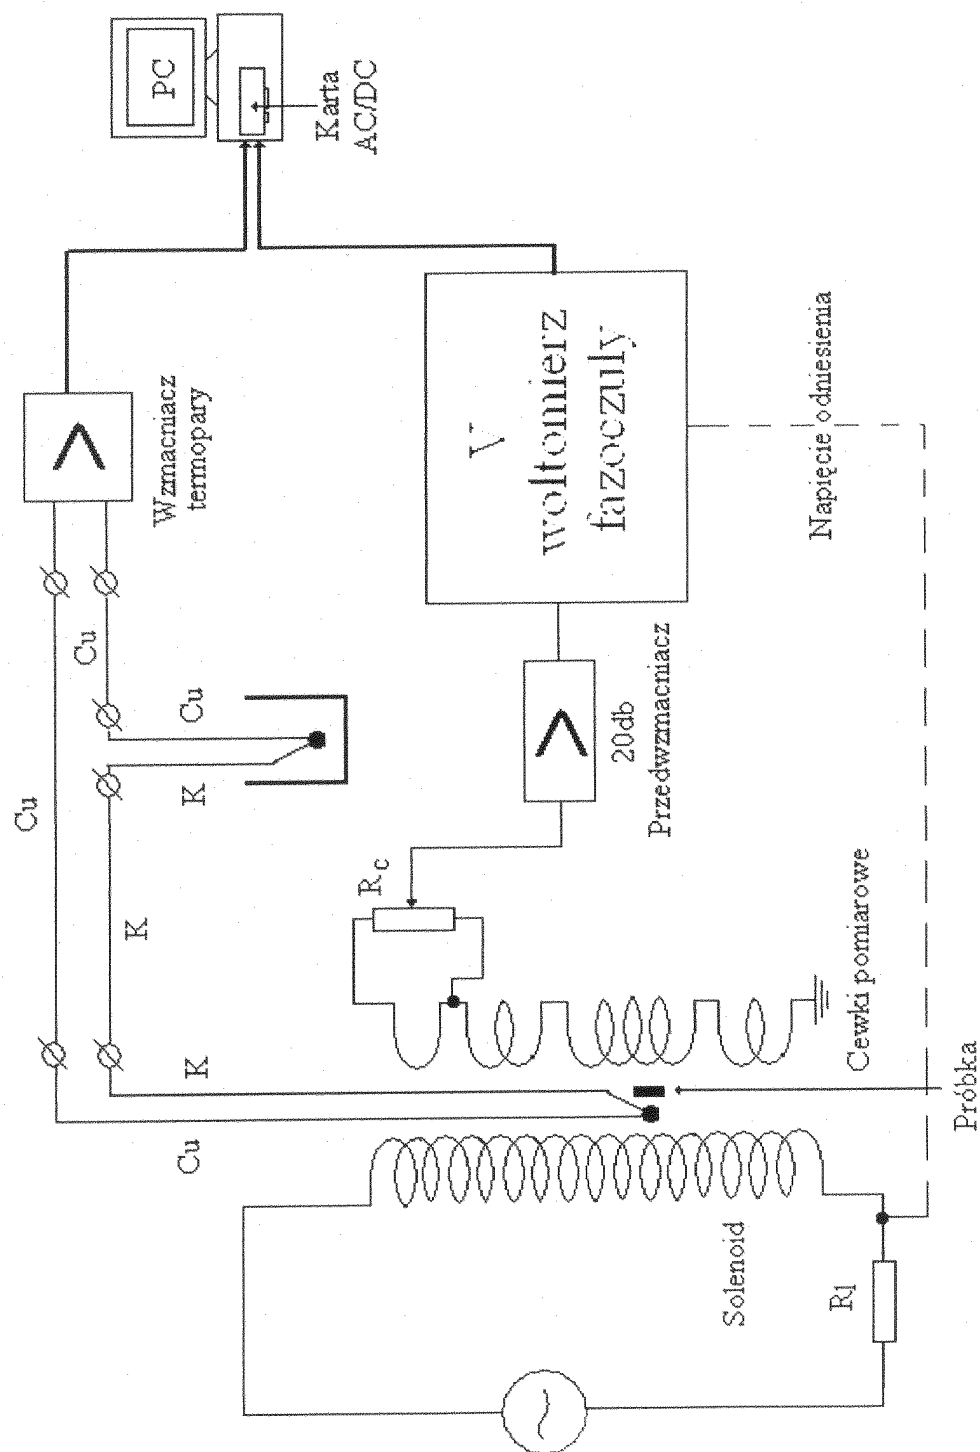 PC
Karta
AC/DC
Wzmacniacz
termopary
Cu
Cu
Cu
K
K
K
Cu
V
woltomierz
fazoczuly
Napięcie odniesienia
20db
Przedwzmacniacz
Rc
Cewki pomiarowe
Próbka
Solenoid
R1
~